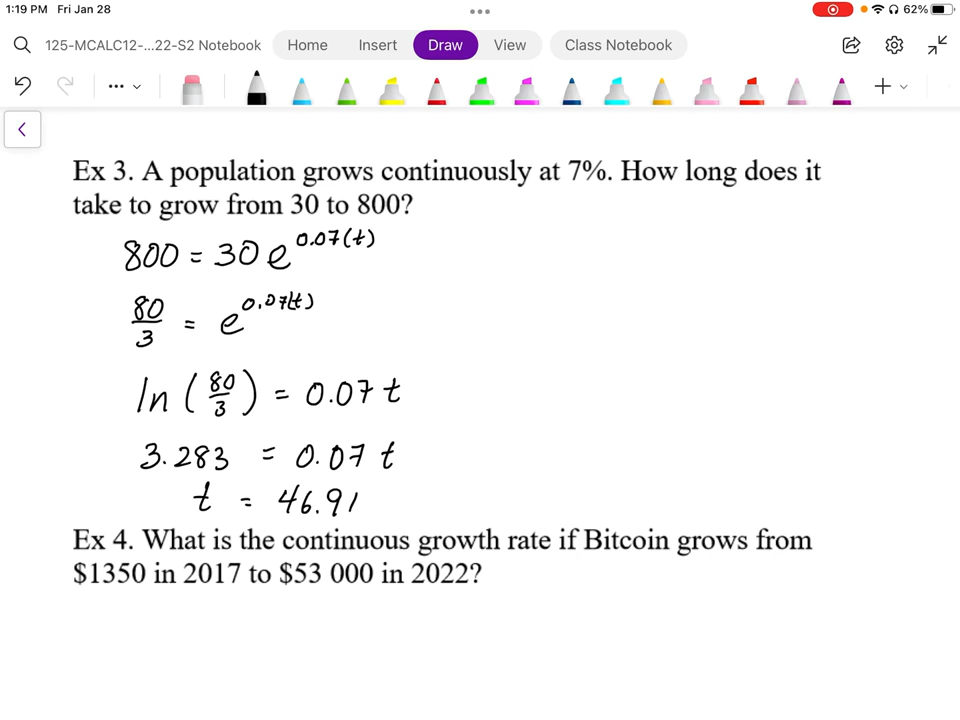 1:19 PM Fri Jan 28
62%
125-MCALC12-...22-S2 Notebook Home Insert Draw View Class Notebook
Ex 3. A population grows continuously at 7%. How long does it
take to grow from 30 to 800?
800 = 30 e^0.07(t)
80/3 = e^0.07(t)
ln (80/3) = 0.07 t
3.283 = 0.07 t
t = 46.91
Ex 4. What is the continuous growth rate if Bitcoin grows from
$1350 in 2017 to $53 000 in 2022?